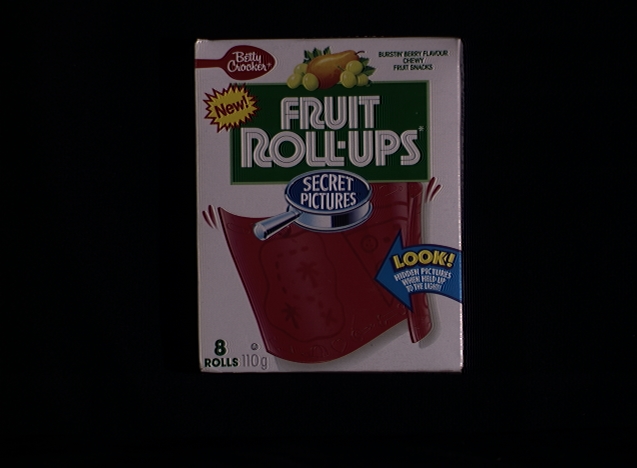 Betty
Crocker
BURSTIN' BERRY FLAVOUR
CHEWY
FRUIT SNACKS
New!
FRUIT
ROLL-UPS
SECRET
PICTURES
LOOK!
HIDDEN PICTURES
WHEN HELD UP
TO THE LIGHT!
8
ROLLS 110g